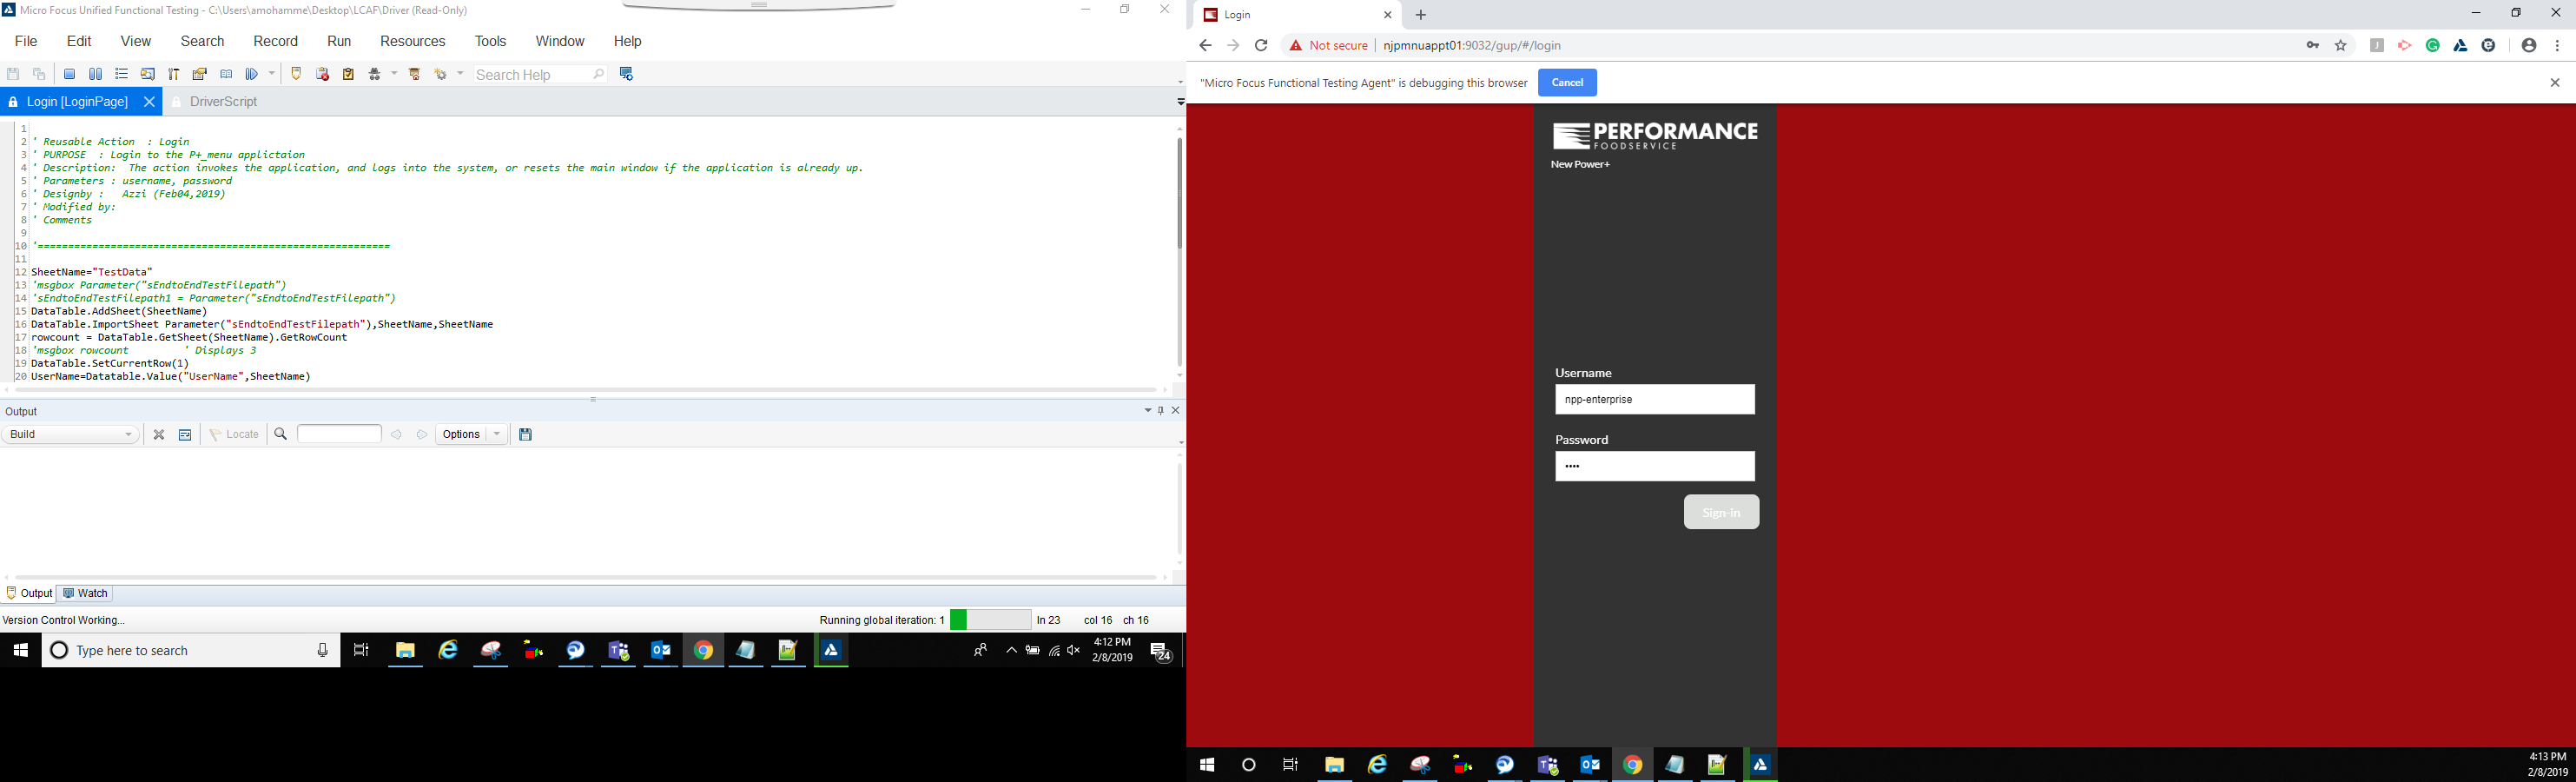 Micro Focus Unified Functional Testing - C:\Users\amohamme\Desktop\LCAF\Driver (Read-Only)
File Edit View Search Record Run Resources Tools Window Help
Search Help
Login [LoginPage] DriverScript
1
2 ' Reusable Action  : Login
3 ' PURPOSE  : Login to the P+_menu applictaion
4 ' Description:  The action invokes the application, and logs into the system, or resets the main window if the application is already up.
5 ' Parameters : username, password
6 ' Designby :   Azzi (Feb04,2019)
7 ' Modified by:
8 ' Comments
9
10 '==========================================================
11
12 SheetName="TestData"
13 'msgbox Parameter("sEndtoEndTestFilepath")
14 'sEndtoEndTestFilepath1 = Parameter("sEndtoEndTestFilepath")
15 DataTable.AddSheet(SheetName)
16 DataTable.ImportSheet Parameter("sEndtoEndTestFilepath"),SheetName,SheetName
17 rowcount = DataTable.GetSheet(SheetName).GetRowCount
18 'msgbox rowcount         ' Displays 3
19 DataTable.SetCurrentRow(1)
20 UserName=Datatable.Value("UserName",SheetName)
Output
Build Locate Options
Output Watch
Version Control Working... Running global iteration: 1 ln 23 col 16 ch 16
Type here to search
4:12 PM
2/8/2019
24
Login
Not secure njpmnuappt01:9032/gup/#/login
"Micro Focus Functional Testing Agent" is debugging this browser Cancel
PERFORMANCE
FOODSERVICE
New Power+
Username
npp-enterprise
Password
••••
Sign-in
4:13 PM
2/8/2019